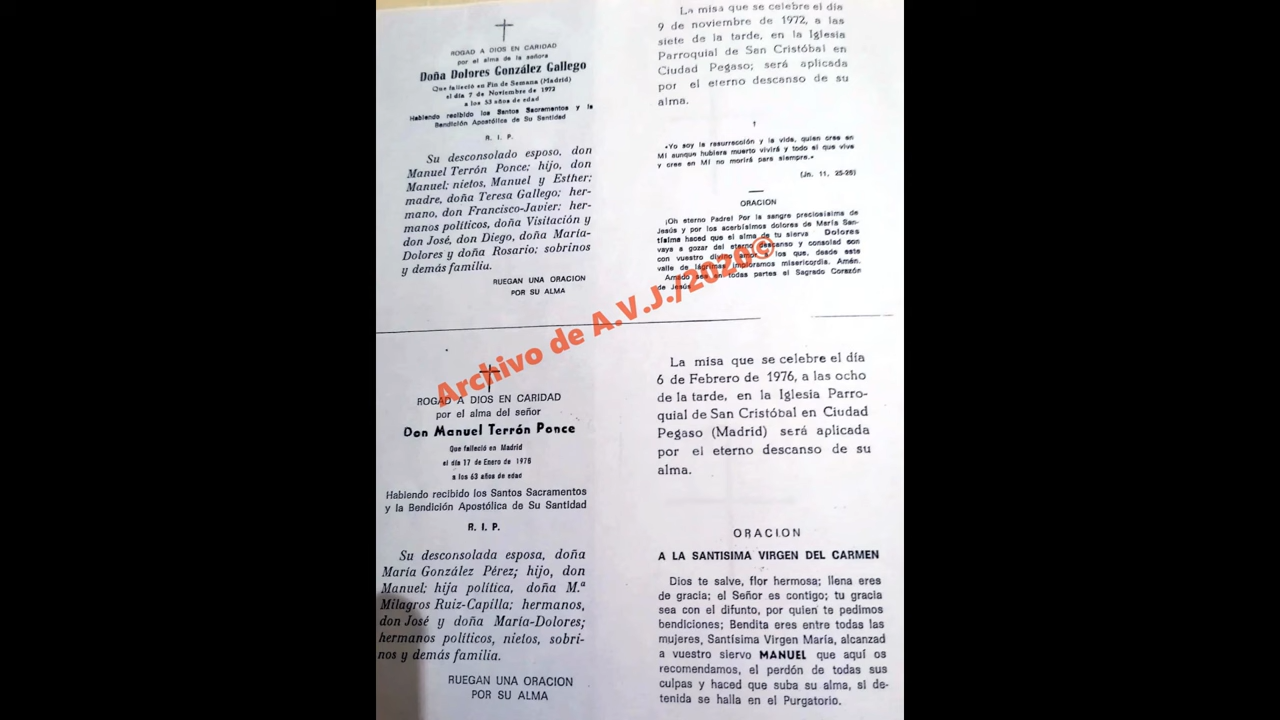 ROGAD A DIOS EN CARIDAD
por el alma de la señora
Doña Dolores González Gallego
Que falleció en Fin de Semana (Madrid)
el día 7 de Noviembre de 1972
a los 53 años de edad
Habiendo recibido los Santos Sacramentos y la
Bendición Apostólica de Su Santidad
R. I. P.
Su desconsolado esposo, don
Manuel Terrón Ponce; hijo, don
Manuel; nietos, Manuel y Esther;
madre, doña Teresa Gallego; her-
mano, don Francisco-Javier; her-
manos políticos, doña Visitación y
don José, don Diego, doña María-
Dolores y doña Rosario; sobrinos
y demás familia.
RUEGAN UNA ORACION
POR SU ALMA
La misa que se celebre el día
9 de noviembre de 1972, a las
siete de la tarde, en la Iglesia
Parroquial de San Cristóbal en
Ciudad Pegaso; será aplicada
por el eterno descanso de su
alma.
«Yo soy la resurrección y la vida, quien cree en
MI aunque hubiere muerto vivirá y todo el que vive
y cree en MI no morirá para siempre.»
(Jn. 11, 25-26)
ORACION
¡Oh eterno Padre! Por la sangre preciosísima de
Jesús y por los acerbísimos dolores de María San-
tísima haced que el alma de tu sierva Dolores
vaya a gozar del eterno descanso y consolad con
vuestro divino amor a los que, desde este
valle de lágrimas imploramos misericordia. Amén.
Amado sea en todas partes el Sagrado Corazón
de Jesús
Archivo de A.V.J./2020©
ROGAD A DIOS EN CARIDAD
por el alma del señor
Don Manuel Terrón Ponce
Que falleció en Madrid
el día 17 de Enero de 1976
a los 63 años de edad
Habiendo recibido los Santos Sacramentos
y la Bendición Apostólica de Su Santidad
R. I. P.
Su desconsolada esposa, doña
María González Pérez; hijo, don
Manuel; hija política, doña M.ª
Milagros Ruiz-Capilla; hermanos,
don José y doña María-Dolores;
hermanos políticos, nietos, sobri-
nos y demás familia.
RUEGAN UNA ORACION
POR SU ALMA
La misa que se celebre el día
6 de Febrero de 1976, a las ocho
de la tarde, en la Iglesia Parro-
quial de San Cristóbal en Ciudad
Pegaso (Madrid) será aplicada
por el eterno descanso de su
alma.
ORACION
A LA SANTISIMA VIRGEN DEL CARMEN
Dios te salve, flor hermosa; llena eres
de gracia; el Señor es contigo; tu gracia
sea con el difunto, por quien te pedimos
bendiciones; Bendita eres entre todas las
mujeres, Santísima Virgen María, alcanzad
a vuestro siervo MANUEL que aquí os
recomendamos, el perdón de todas sus
culpas y haced que suba su alma, si de-
tenida se halla en el Purgatorio.